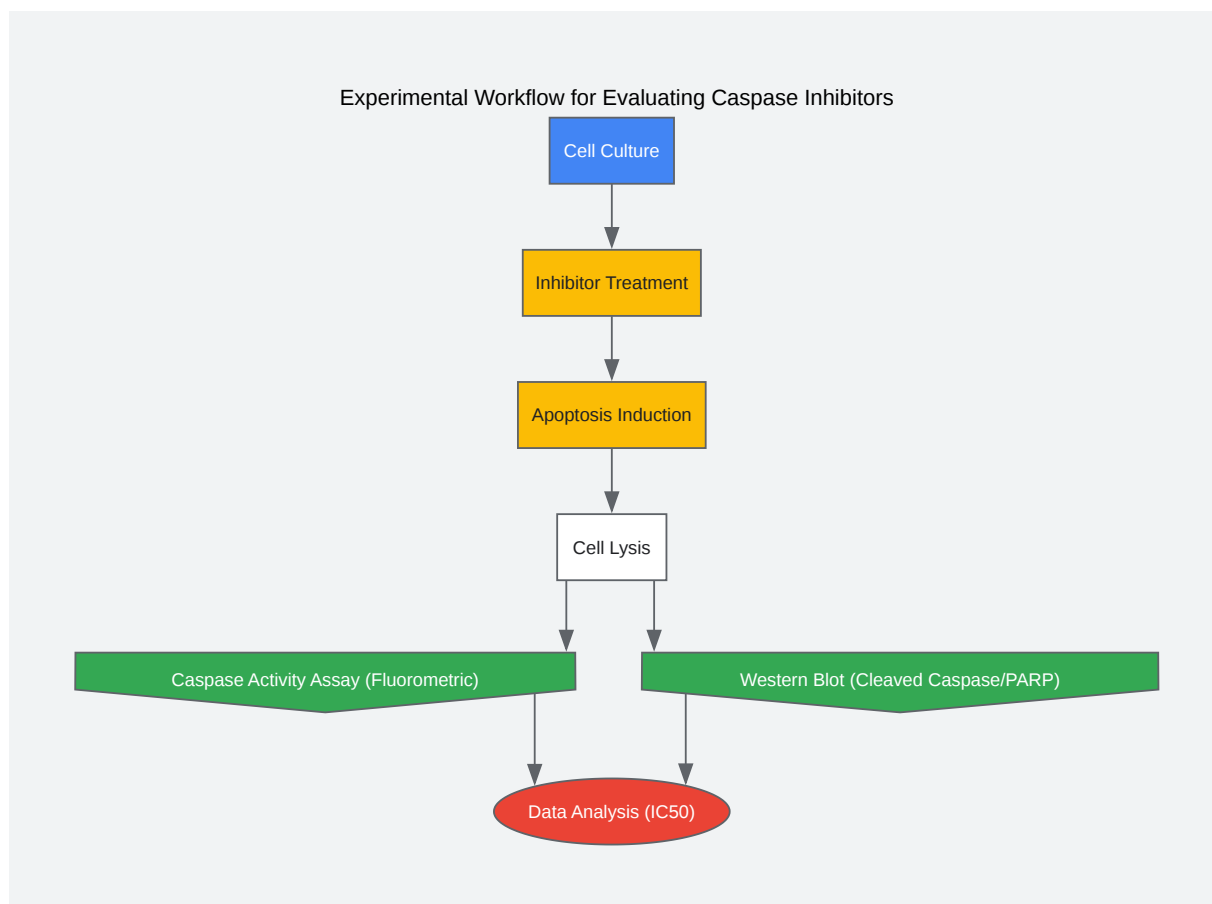 Experimental Workflow for Evaluating Caspase Inhibitors
Cell Culture
Inhibitor Treatment
Apoptosis Induction
Cell Lysis
Caspase Activity Assay (Fluorometric)
Western Blot (Cleaved Caspase/PARP)
Data Analysis (IC50)